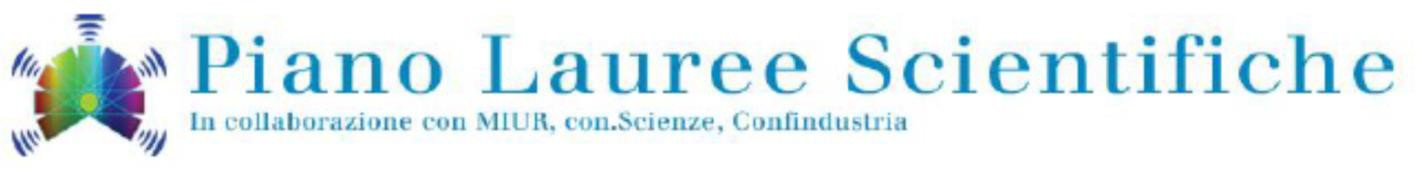 Piano Lauree Scientifiche
In collaborazione con MIUR, con.Scienze, Confindustria